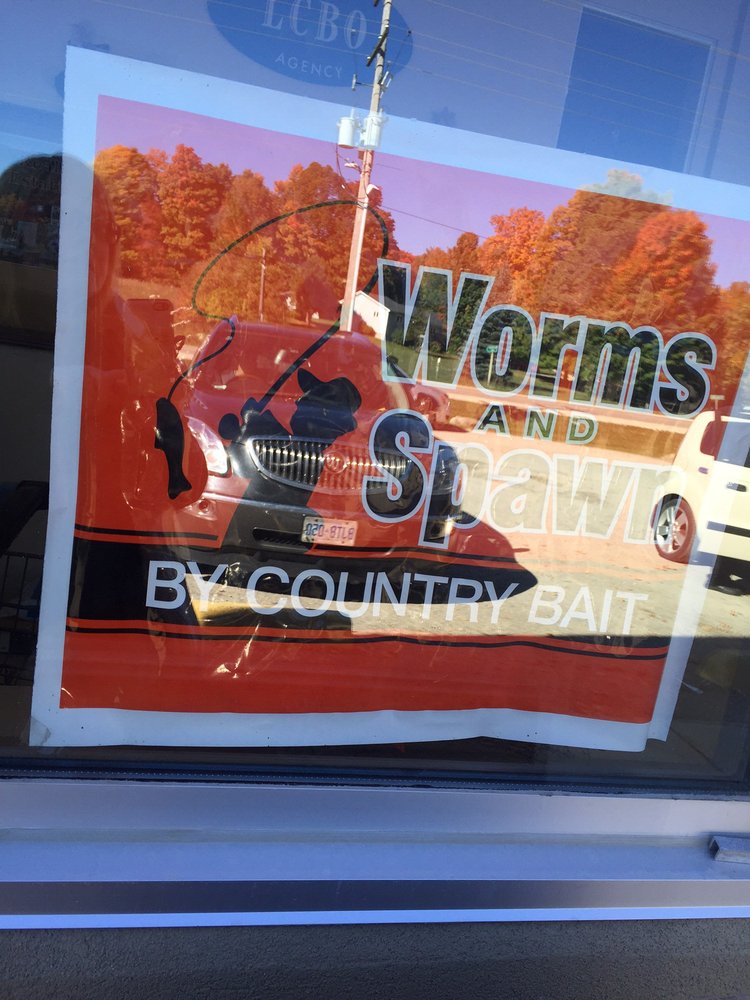 LCBO
AGENCY
Worms
AND
Spawn
BY COUNTRY BAIT